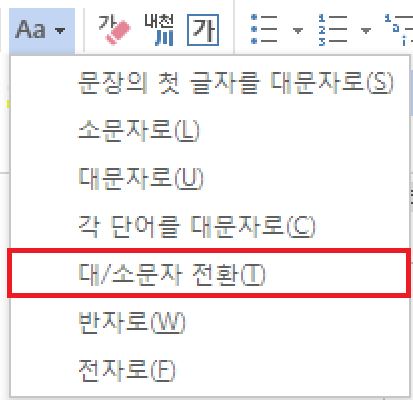 Aa 가 내천 川 가
문장의 첫 글자를 대문자로(S)
소문자로(L)
대문자로(U)
각 단어를 대문자로(C)
대/소문자 전환(T)
반자로(W)
전자로(F)